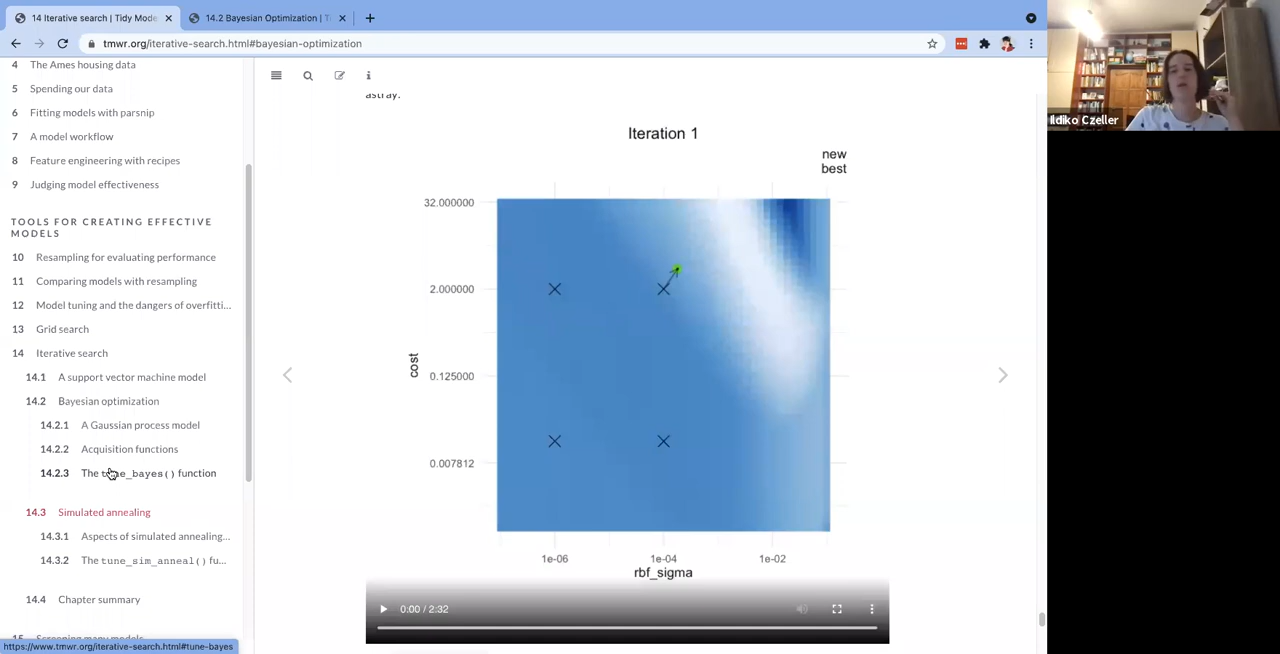 14 Iterative search | Tidy Mode
14.2 Bayesian Optimization | T
tmwr.org/iterative-search.html#bayesian-optimization
4 The Ames housing data
5 Spending our data
6 Fitting models with parsnip
7 A model workflow
8 Feature engineering with recipes
9 Judging model effectiveness
TOOLS FOR CREATING EFFECTIVE
MODELS
10 Resampling for evaluating performance
11 Comparing models with resampling
12 Model tuning and the dangers of overfitti...
13 Grid search
14 Iterative search
14.1 A support vector machine model
14.2 Bayesian optimization
14.2.1 A Gaussian process model
14.2.2 Acquisition functions
14.2.3 The tune_bayes() function
14.3 Simulated annealing
14.3.1 Aspects of simulated annealing...
14.3.2 The tune_sim_anneal() fu...
14.4 Chapter summary
15 Screening many models
https://www.tmwr.org/iterative-search.html#tune-bayes
astray.
Iteration 1
new
best
32.000000
2.000000
0.125000
0.007812
cost
1e-06
1e-04
1e-02
rbf_sigma
0:00 / 2:32
Ildiko Czeller